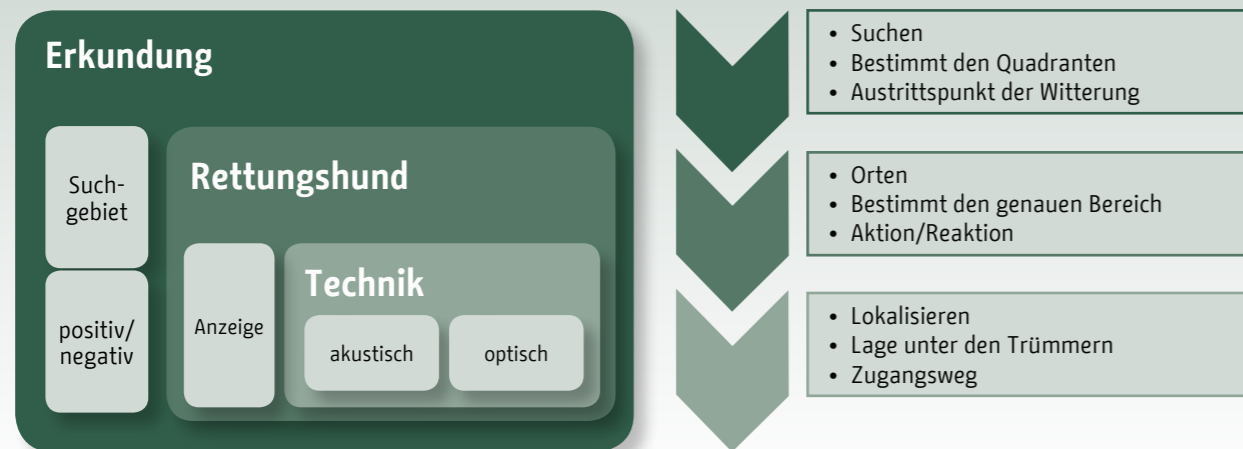 Erkundung
Such-
gebiet
positiv/
negativ
Rettungshund
Anzeige
Technik
akustisch
optisch
• Suchen
• Bestimmt den Quadranten
• Austrittspunkt der Witterung
• Orten
• Bestimmt den genauen Bereich
• Aktion/Reaktion
• Lokalisieren
• Lage unter den Trümmern
• Zugangsweg